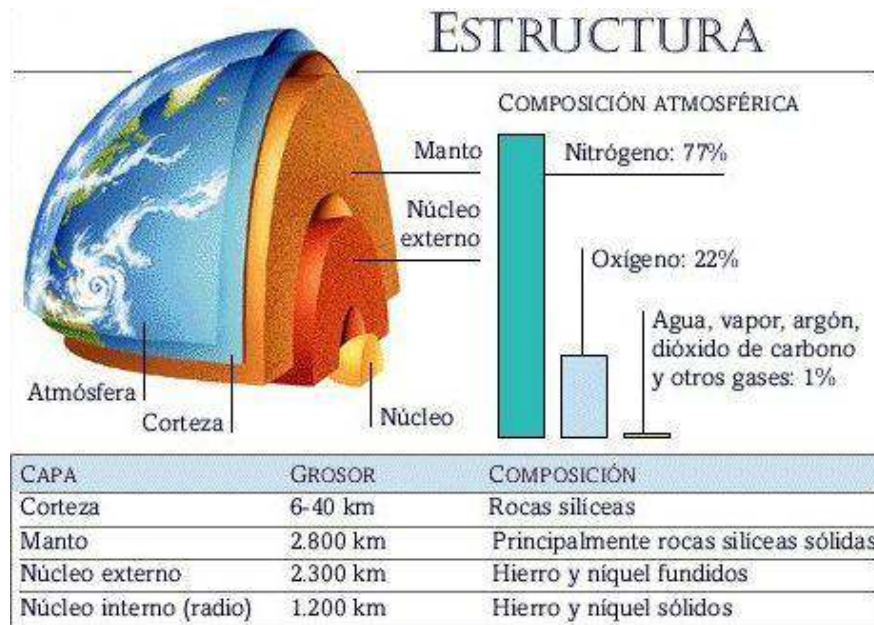 ESTRUCTURA
COMPOSICIÓN ATMOSFÉRICA
Manto
Nitrógeno: 77%
Núcleo
externo
Oxígeno: 22%
Agua, vapor, argón,
dióxido de carbono
y otros gases: 1%
Atmósfera
Corteza
Núcleo
CAPA GROSOR COMPOSICIÓN
Corteza 6-40 km Rocas silíceas
Manto 2.800 km Principalmente rocas silíceas sólidas
Núcleo externo 2.300 km Hierro y níquel fundidos
Núcleo interno (radio) 1.200 km Hierro y níquel sólidos